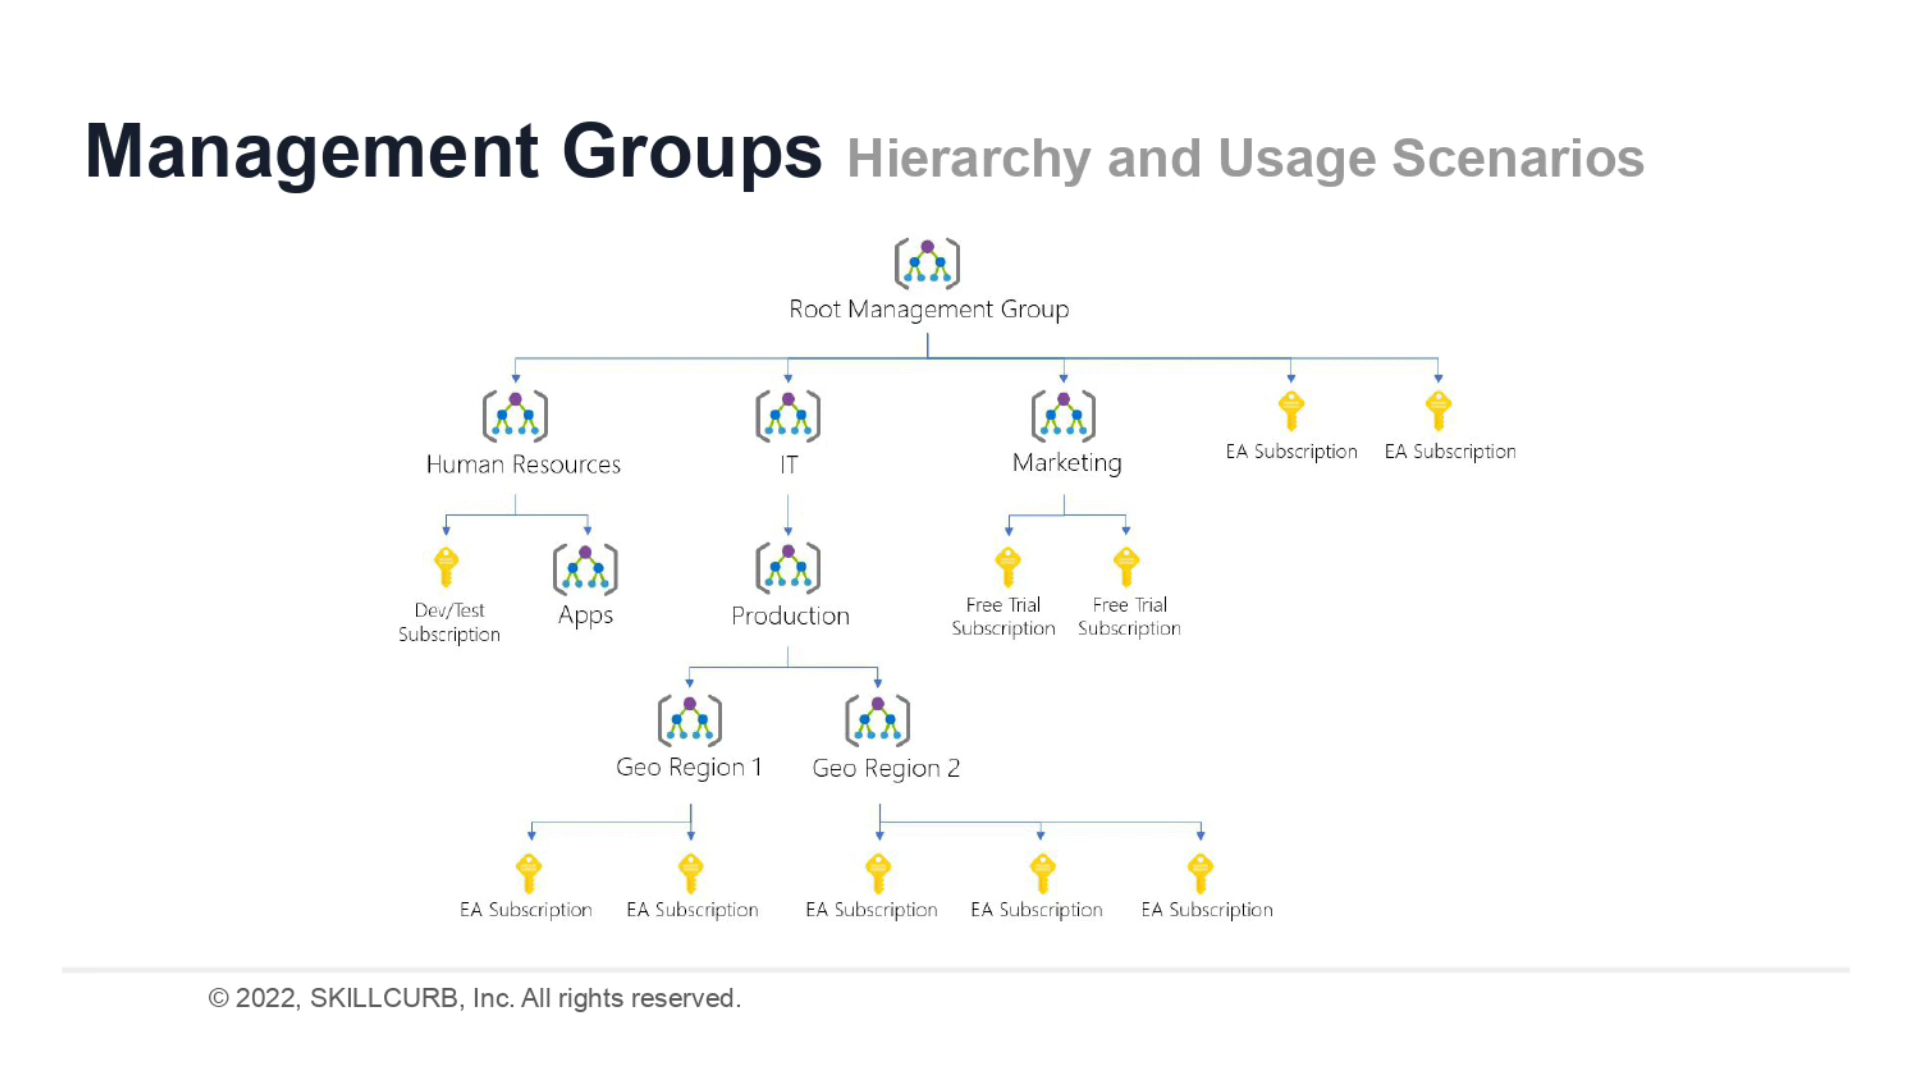 Management Groups Hierarchy and Usage Scenarios
Root Management Group
Human Resources
IT
Marketing
EA Subscription
EA Subscription
Dev/Test
Subscription
Apps
Production
Free Trial
Subscription
Free Trial
Subscription
Geo Region 1
Geo Region 2
EA Subscription
EA Subscription
EA Subscription
EA Subscription
EA Subscription
© 2022, SKILLCURB, Inc. All rights reserved.